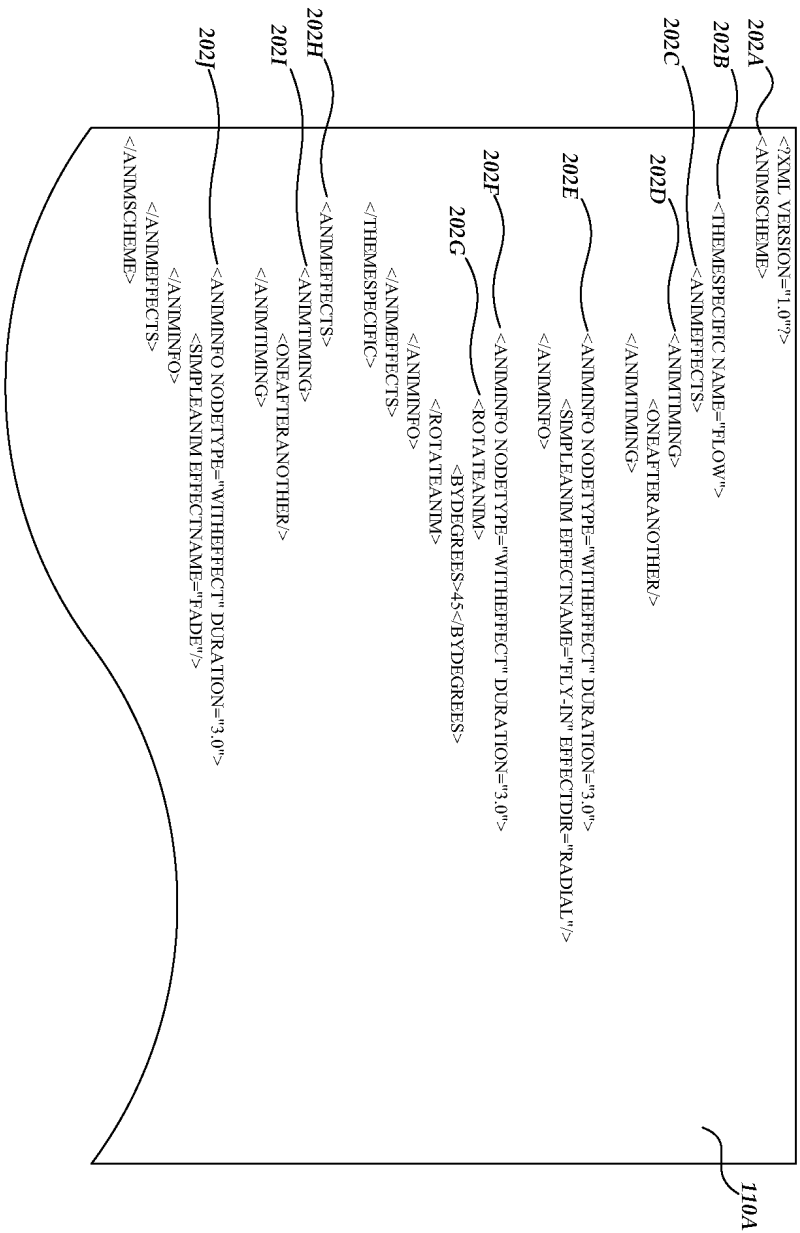 <?XML VERSION="1.0"?>
202A <ANIMSCHEME>
202B <THEMESPECIFIC NAME="FLOW">
202C <ANIMEFFECTS>
202D <ANIMTIMING>
<ONEAFTERANOTHER/>
</ANIMTIMING>
202E <ANIMINFO NODETYPE="WITHEFFECT" DURATION="3.0">
<SIMPLEANIM EFFECTNAME="FLY-IN" EFFECTDIR="RADIAL"/>
</ANIMINFO>
202F <ANIMINFO NODETYPE="WITHEFFECT" DURATION="3.0">
202G <ROTATEANIM>
<BYDEGREES>45</BYDEGREES>
</ROTATEANIM>
</ANIMINFO>
</ANIMEFFECTS>
</THEMESPECIFIC>
202H <ANIMEFFECTS>
202I <ANIMTIMING>
<ONEAFTERANOTHER/>
</ANIMTIMING>
202J <ANIMINFO NODETYPE="WITHEFFECT" DURATION="3.0">
<SIMPLEANIM EFFECTNAME="FADE"/>
</ANIMINFO>
</ANIMEFFECTS>
</ANIMSCHEME>
110A